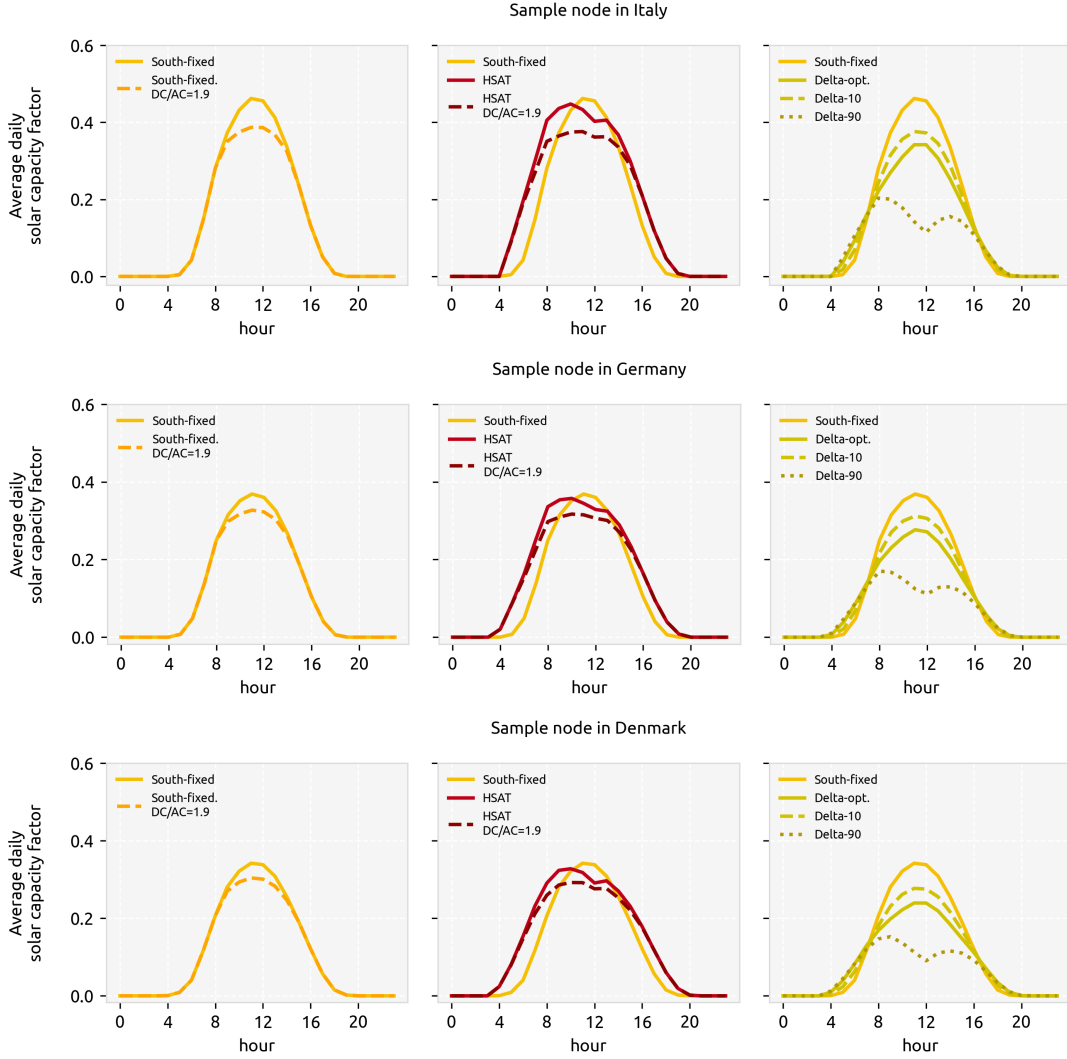 Sample node in Italy
Average daily
solar capacity factor
0.6
0.4
0.2
0.0
South-fixed
South-fixed.
DC/AC=1.9
0 4 8 12 16 20
hour
South-fixed
HSAT
HSAT
DC/AC=1.9
0 4 8 12 16 20
hour
South-fixed
Delta-opt.
Delta-10
Delta-90
0 4 8 12 16 20
hour
Sample node in Germany
Average daily
solar capacity factor
0.6
0.4
0.2
0.0
South-fixed
South-fixed.
DC/AC=1.9
0 4 8 12 16 20
hour
South-fixed
HSAT
HSAT
DC/AC=1.9
0 4 8 12 16 20
hour
South-fixed
Delta-opt.
Delta-10
Delta-90
0 4 8 12 16 20
hour
Sample node in Denmark
Average daily
solar capacity factor
0.6
0.4
0.2
0.0
South-fixed
South-fixed.
DC/AC=1.9
0 4 8 12 16 20
hour
South-fixed
HSAT
HSAT
DC/AC=1.9
0 4 8 12 16 20
hour
South-fixed
Delta-opt.
Delta-10
Delta-90
0 4 8 12 16 20
hour